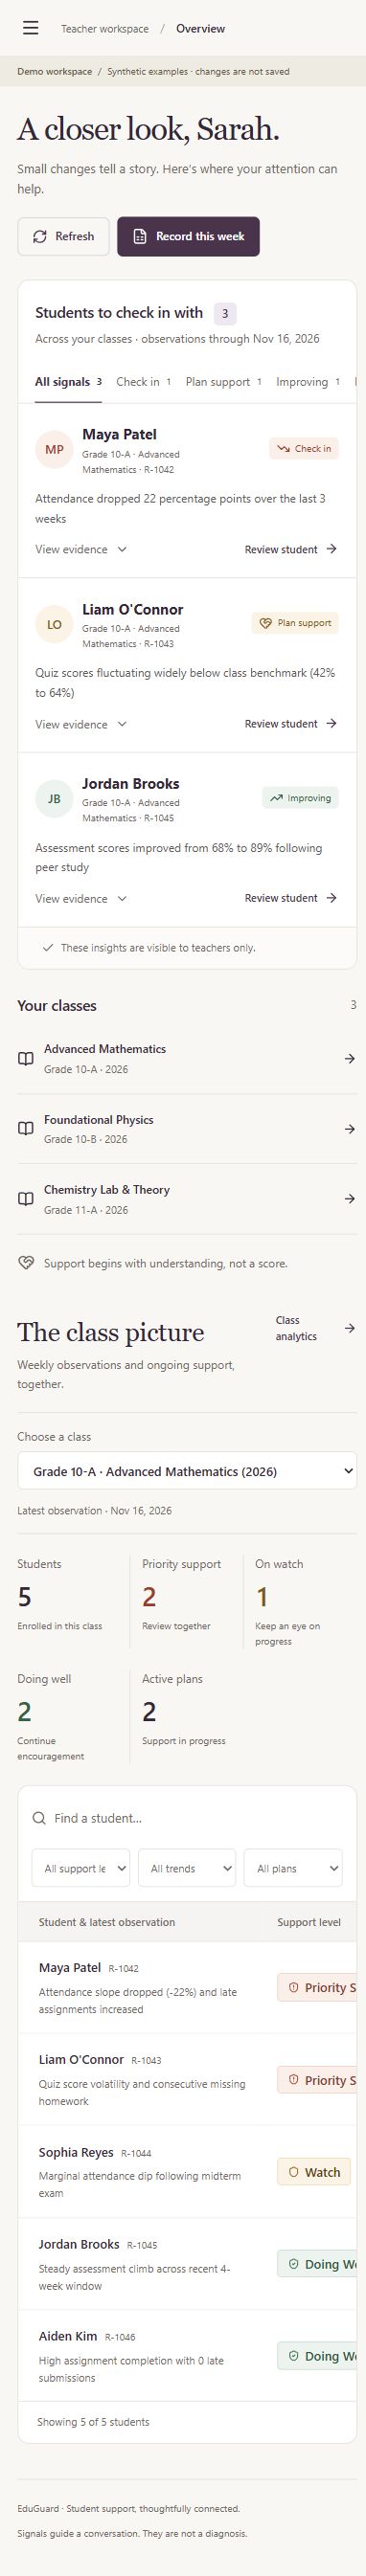 Teacher workspace / Overview
Demo workspace / Synthetic examples · changes are not saved
A closer look, Sarah.
Small changes tell a story. Here's where your attention can
help.
Refresh
Record this week
Students to check in with 3
Across your classes · observations through Nov 16, 2026
All signals 3 Check in 1 Plan support 1 Improving 1
MP
Maya Patel
Grade 10-A · Advanced
Mathematics · R-1042
Check in
Attendance dropped 22 percentage points over the last 3
weeks
View evidence
Review student
LO
Liam O'Connor
Grade 10-A · Advanced
Mathematics · R-1043
Plan support
Quiz scores fluctuating widely below class benchmark (42%
to 64%)
View evidence
Review student
JB
Jordan Brooks
Grade 10-A · Advanced
Mathematics · R-1045
Improving
Assessment scores improved from 68% to 89% following
peer study
View evidence
Review student
These insights are visible to teachers only.
Your classes 3
Advanced Mathematics
Grade 10-A · 2026
Foundational Physics
Grade 10-B · 2026
Chemistry Lab & Theory
Grade 11-A · 2026
Support begins with understanding, not a score.
The class picture
Class
analytics
Weekly observations and ongoing support,
together.
Choose a class
Grade 10-A · Advanced Mathematics (2026)
Latest observation · Nov 16, 2026
Students
5
Enrolled in this class
Priority support
2
Review together
On watch
1
Keep an eye on
progress
Doing well
2
Continue
encouragement
Active plans
2
Support in progress
Find a student...
All support le
All trends
All plans
Student & latest observation
Support level
Maya Patel R-1042
Attendance slope dropped (-22%) and late
assignments increased
Priority S
Liam O'Connor R-1043
Quiz score volatility and consecutive missing
homework
Priority S
Sophia Reyes R-1044
Marginal attendance dip following midterm
exam
Watch
Jordan Brooks R-1045
Steady assessment climb across recent 4-
week window
Doing We
Aiden Kim R-1046
High assignment completion with 0 late
submissions
Doing We
Showing 5 of 5 students
EduGuard · Student support, thoughtfully connected.
Signals guide a conversation. They are not a diagnosis.